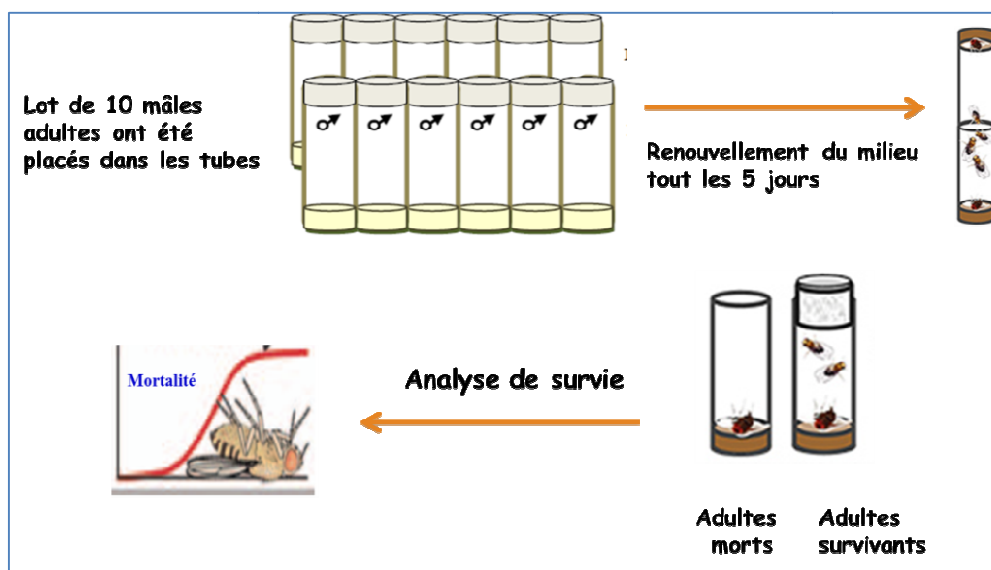 Lot de 10 mâles
adultes ont été
placés dans les tubes
Renouvellement du milieu
tout les 5 jours
Mortalité
Analyse de survie
Adultes
morts
Adultes
survivants